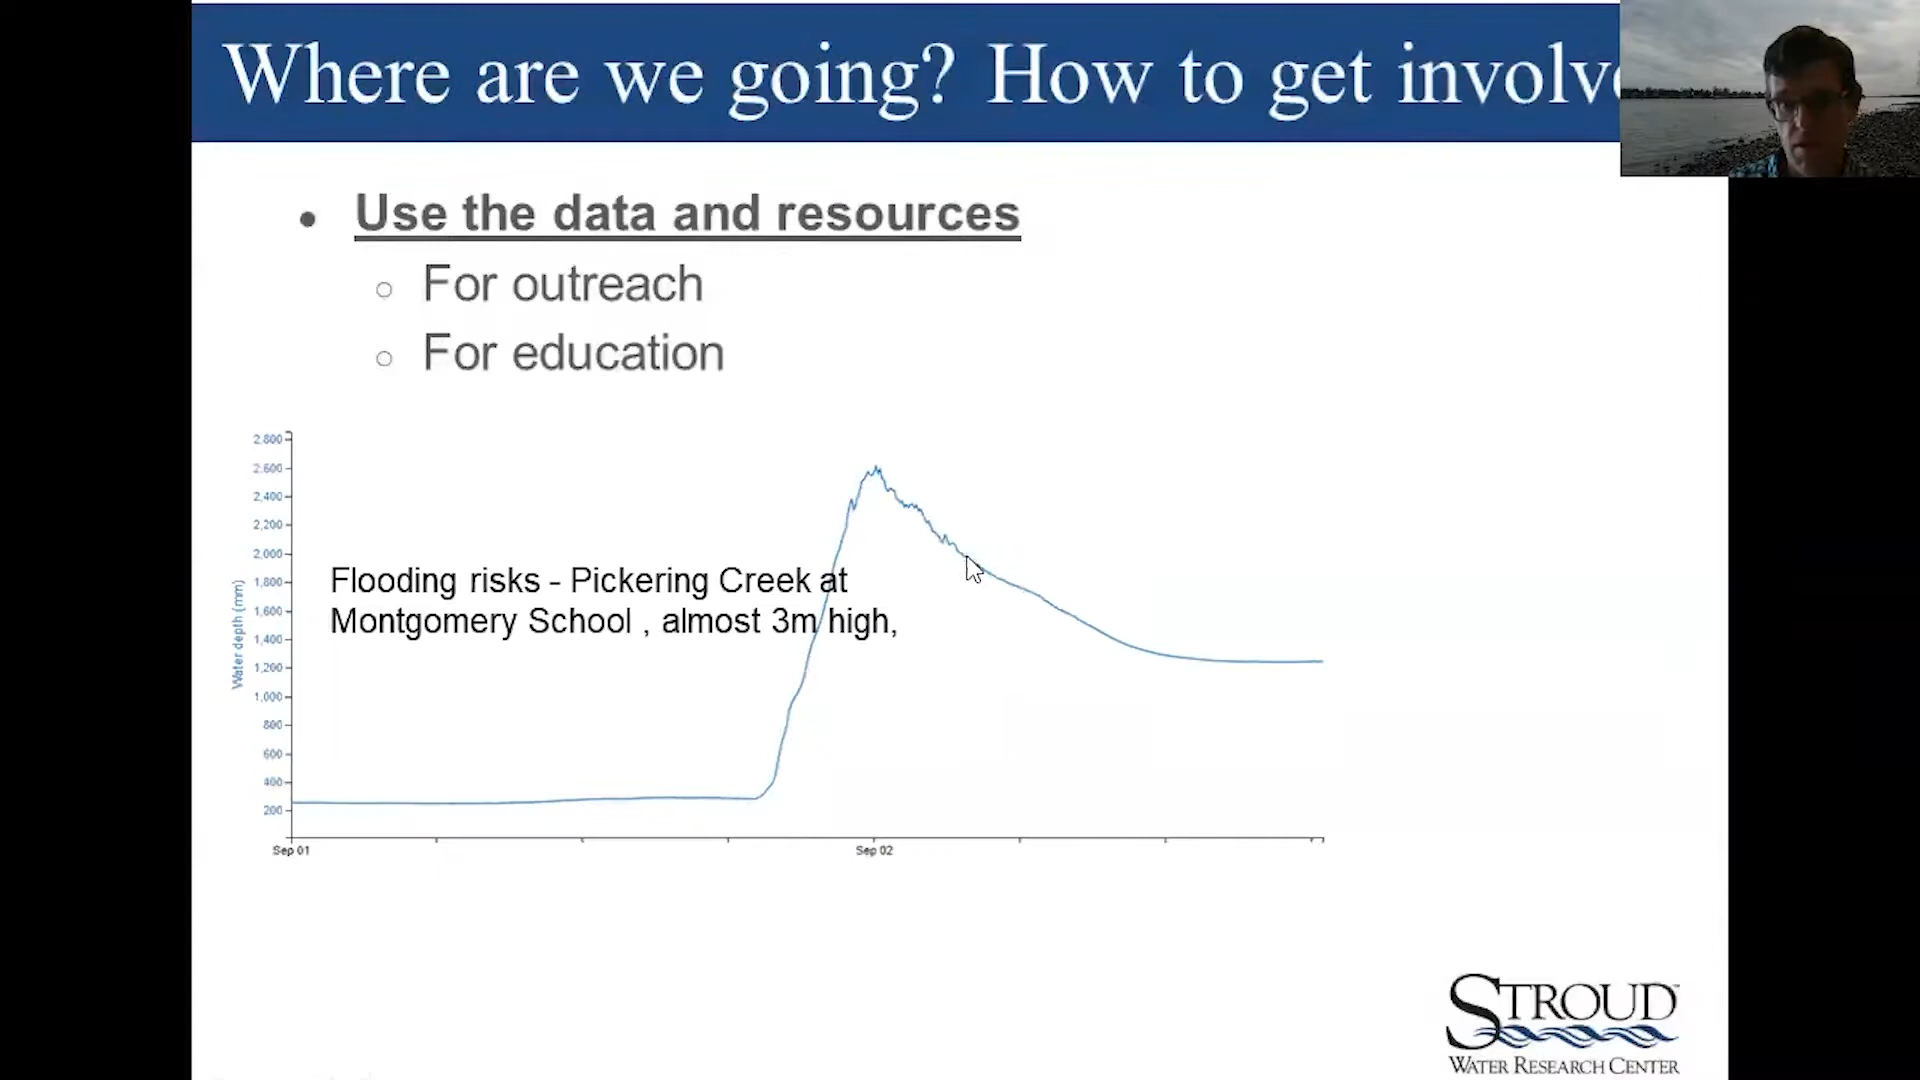 Where are we going? How to get involv
Use the data and resources
For outreach
For education
2,800
2,600
2,400
2,200
2,000
1,800
1,600
1,400
1,200
1,000
800
600
400
200
Water depth (mm)
Flooding risks - Pickering Creek at
Montgomery School , almost 3m high,
Sep 01
Sep 02
STROUD
WATER RESEARCH CENTER